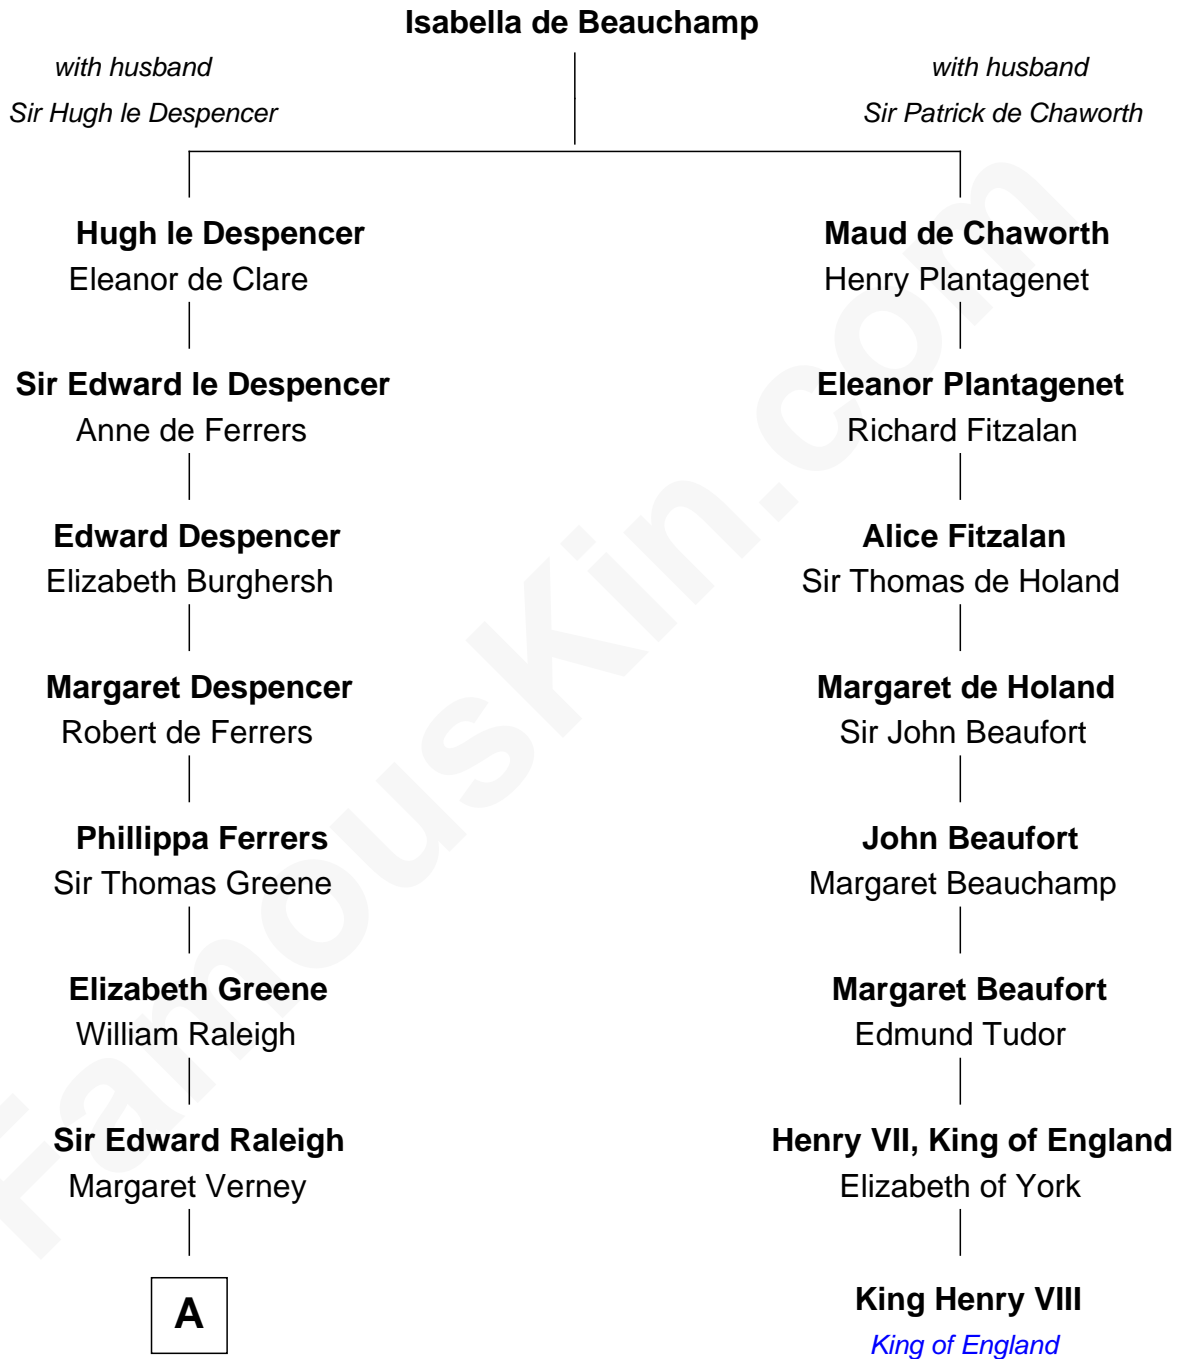 Isabella de Beauchamp
with husband
Sir Hugh le Despencer
with husband
Sir Patrick de Chaworth
Hugh le Despencer
Eleanor de Clare
Maud de Chaworth
Henry Plantagenet
Sir Edward le Despencer
Anne de Ferrers
Eleanor Plantagenet
Richard Fitzalan
Edward Despencer
Elizabeth Burghersh
Alice Fitzalan
Sir Thomas de Holand
Margaret Despencer
Robert de Ferrers
Margaret de Holand
Sir John Beaufort
Phillippa Ferrers
Sir Thomas Greene
John Beaufort
Margaret Beauchamp
Elizabeth Greene
William Raleigh
Margaret Beaufort
Edmund Tudor
Sir Edward Raleigh
Margaret Verney
Henry VII, King of England
Elizabeth of York
A
King Henry VIII
King of England
FamousKin.com